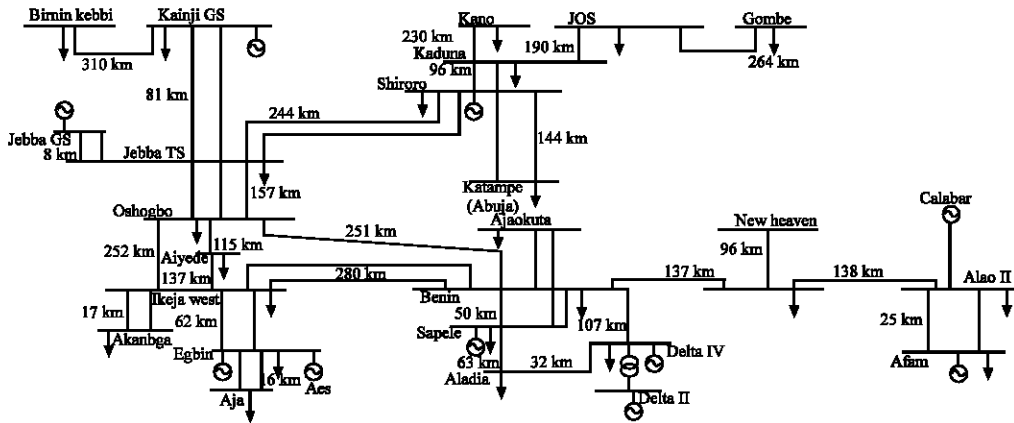 Birnin kebbi
Kainji GS
Kano
JOS
Gombe
230 km
190 km
310 km
Kaduna
96 km
264 km
Shiroro
81 km
244 km
144 km
Jebba GS
8 km
Jebba TS
157 km
Katampe
(Abuja)
Calabar
Oshogbo
Ajaokuta
New heaven
251 km
252 km
115 km
96 km
Aiyede
137 km
280 km
137 km
138 km
Alao II
Ikeja west
Benin
17 km
62 km
50 km
107 km
25 km
Akanbga
Sapele
Egbin
63 km
32 km
Delta IV
Afam
16 km
Aes
Aladia
Aja
Delta II